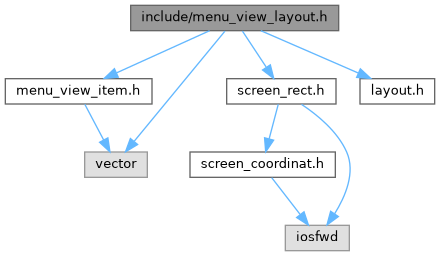 include/menu_view_layout.h
menu_view_item.h
screen_rect.h
layout.h
vector
screen_coordinat.h
iosfwd